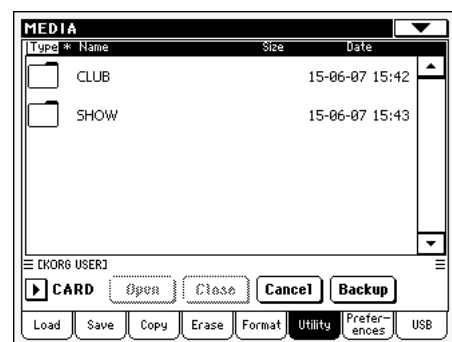 MEDIA
Type * Name Size Date
CLUB 15-06-07 15:42
SHOW 15-06-07 15:43
[KORG USER]
CARD Open Close Cancel Backup
Load Save Copy Erase Format Utility Prefer-ences USB